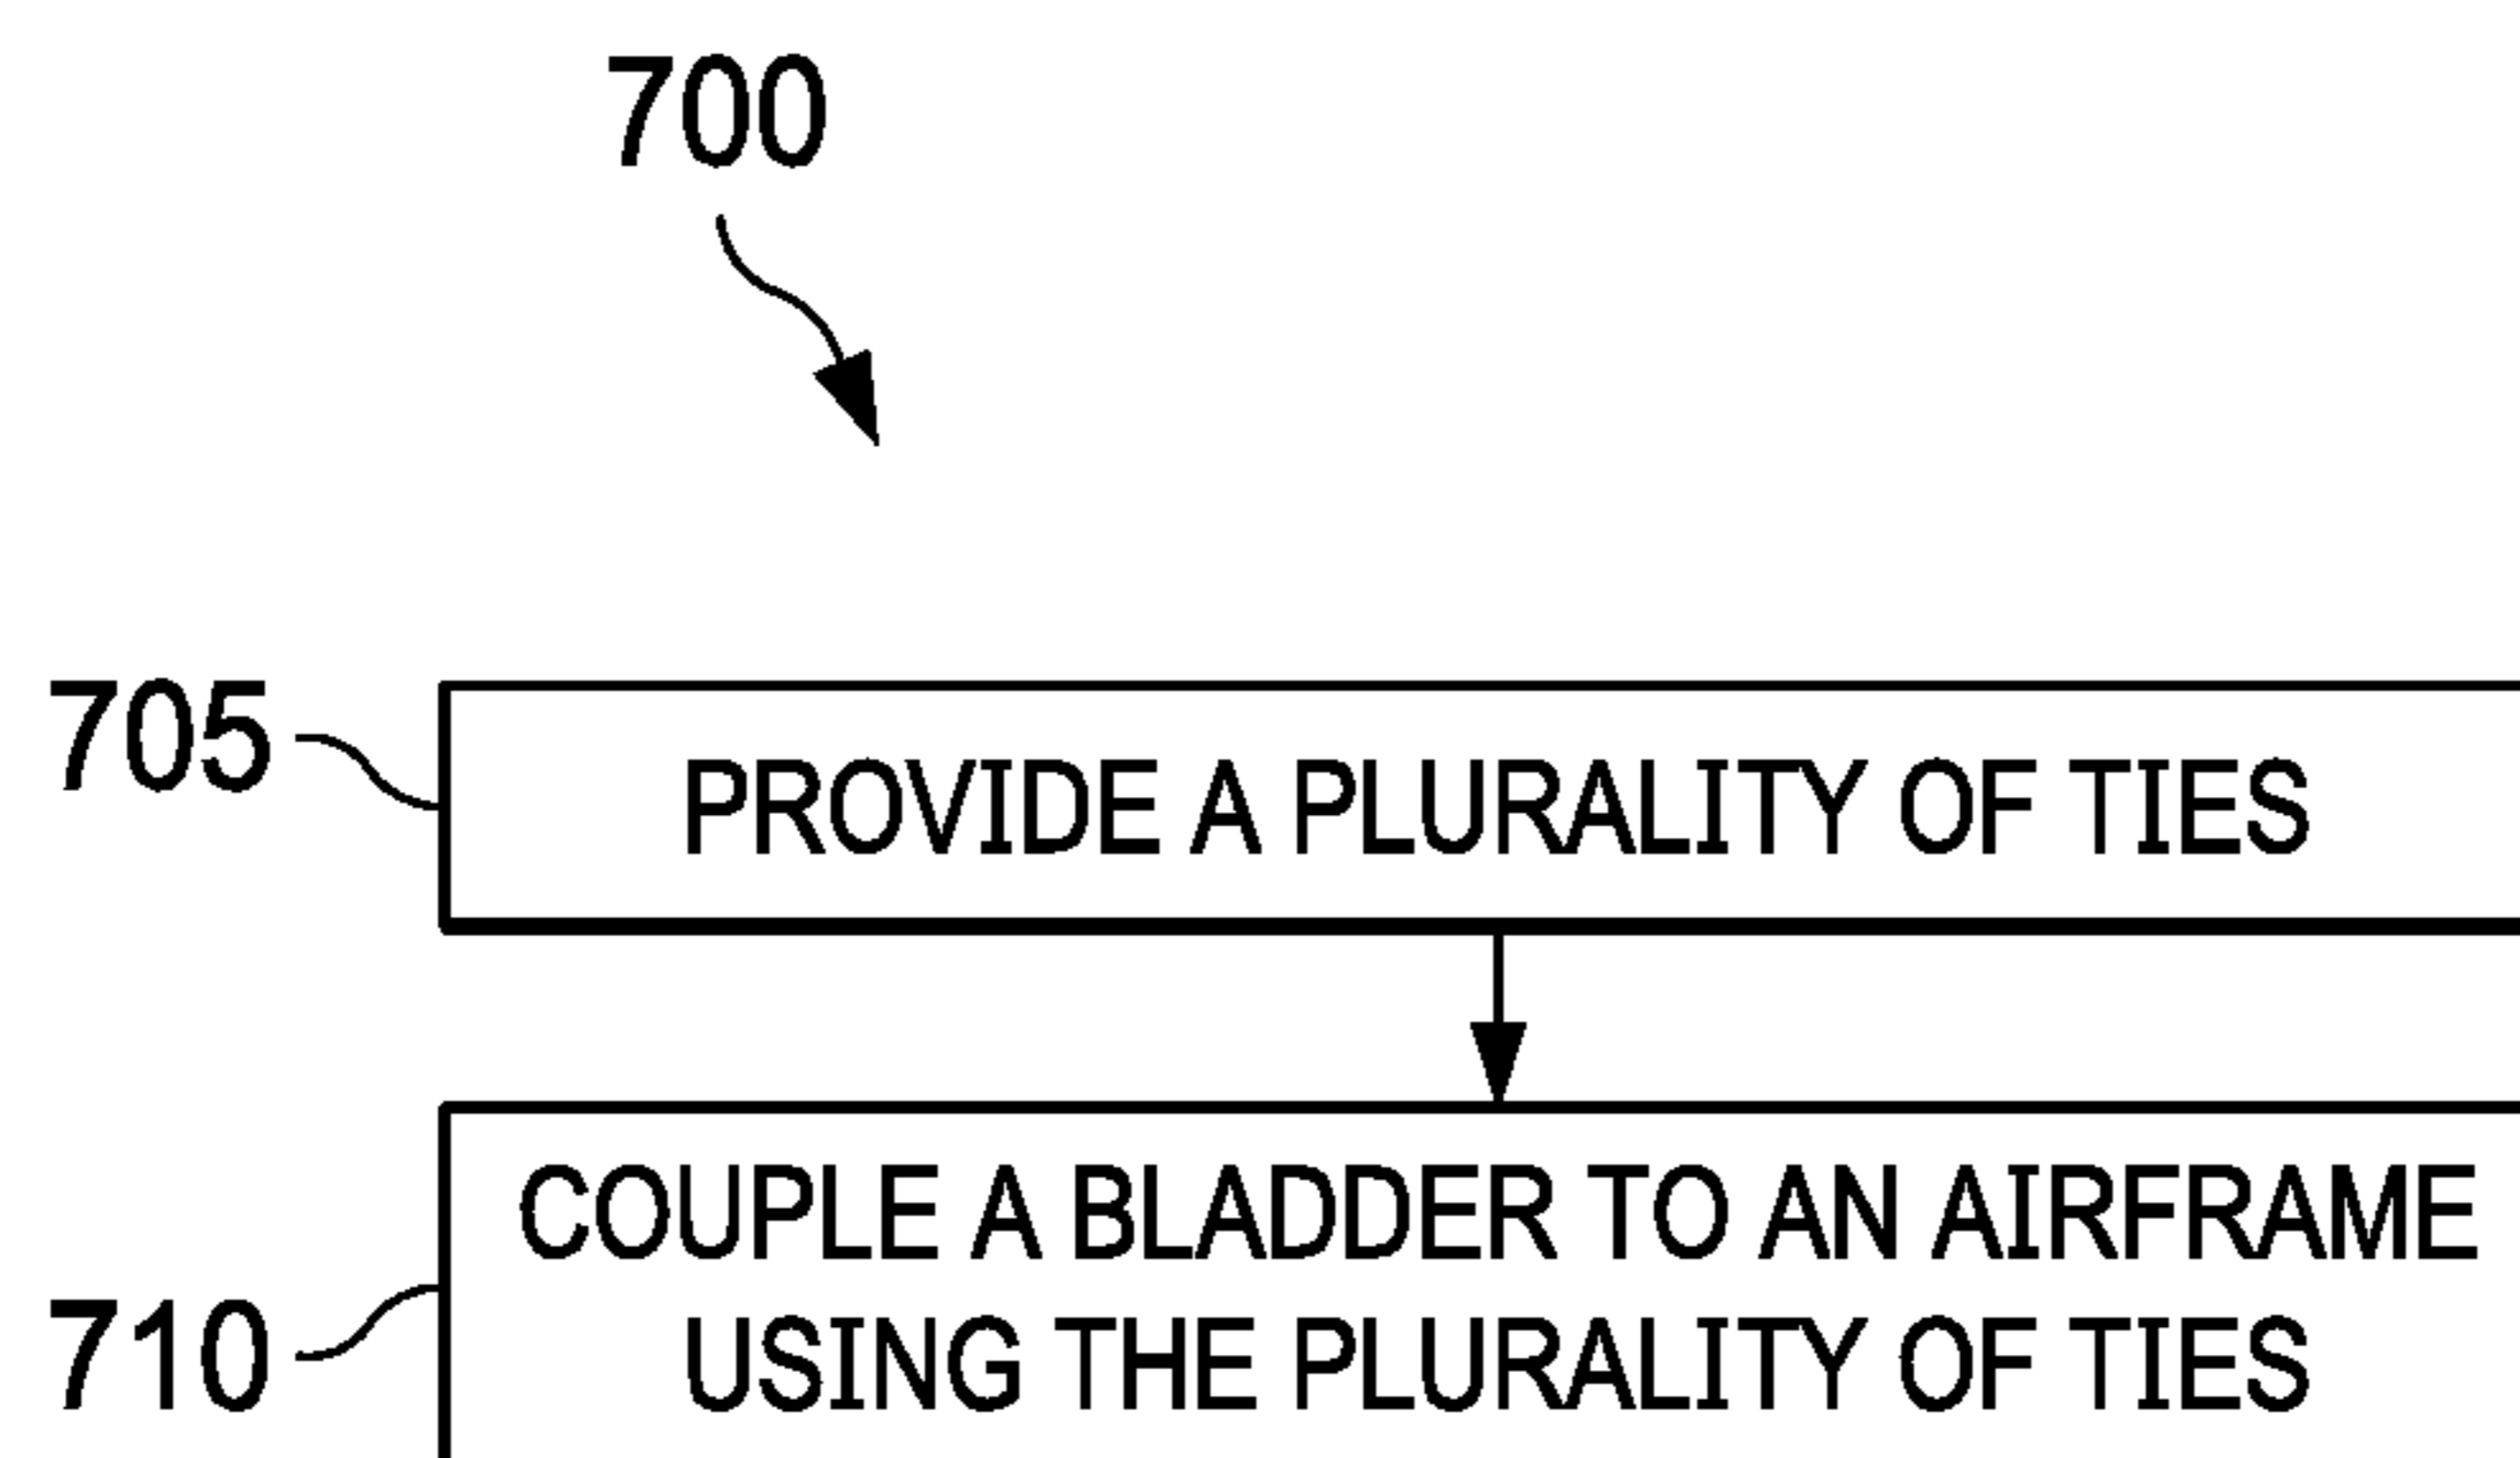 700
705
PROVIDE A PLURALITY OF TIES
COUPLE A BLADDER TO AN AIRFRAME
710
USING THE PLURALITY OF TIES